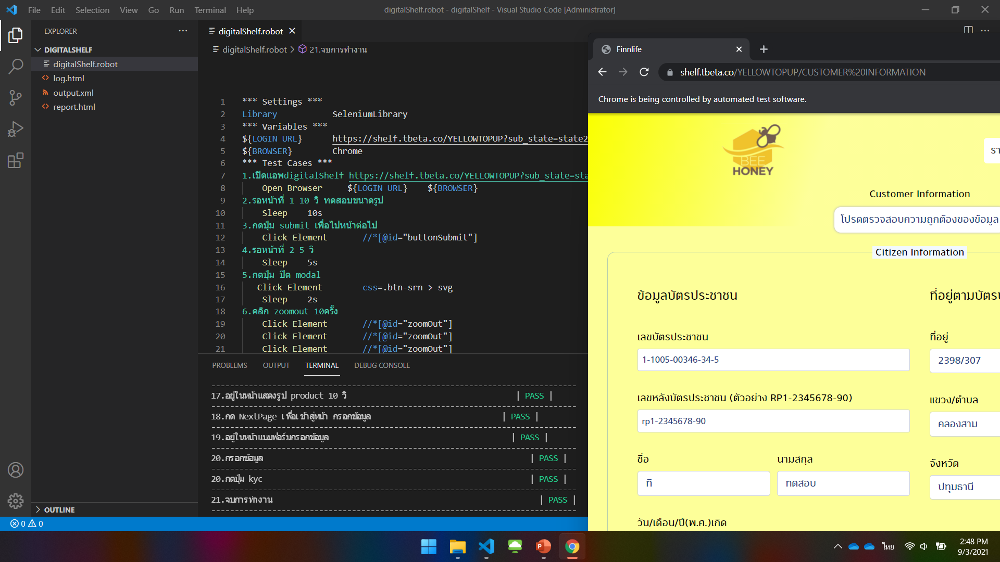 File Edit Selection View Go Run Terminal Help
digitalShelf.robot - digitalShelf - Visual Studio Code [Administrator]
EXPLORER
DIGITALSHELF
digitalShelf.robot
log.html
output.xml
report.html
OUTLINE
digitalShelf.robot
digitalShelf.robot > 21.จบการทำงาน
1 *** Settings ***
2 Library SeleniumLibrary
3 *** Variables ***
4 ${LOGIN URL} https://shelf.tbeta.co/YELLOWTOPUP?sub_state=state2
5 ${BROWSER} Chrome
6 *** Test Cases ***
7 1.เปิดแอพdigitalShelf https://shelf.tbeta.co/YELLOWTOPUP?sub_state=sta
8 Open Browser ${LOGIN URL} ${BROWSER}
9 2.รอหน้าที่ 1 10 วิ ทดสอบขนาดรูป
10 Sleep 10s
11 3.กดปุ่ม submit เพื่อไปหน้าต่อไป
12 Click Element //*[@id="buttonSubmit"]
13 4.รอหน้าที่ 2 5 วิ
14 Sleep 5s
15 5.กดปุ่ม ปิด modal
16 Click Element css=.btn-srn > svg
17 Sleep 2s
18 6.คลิก zoomout 10ครั้ง
19 Click Element //*[@id="zoomOut"]
20 Click Element //*[@id="zoomOut"]
21 Click Element //*[@id="zoomOut"]
PROBLEMS OUTPUT TERMINAL DEBUG CONSOLE
------------------------------------------------------------------------------
17.อยู่ในหน้าแสดงรูป product 10 วิ | PASS |
------------------------------------------------------------------------------
18.กด NextPage เพื่อเข้าสู่หน้า กรอกข้อมูล | PASS |
------------------------------------------------------------------------------
19.อยู่ในหน้าแบบฟอร์มกรอกข้อมูล | PASS |
------------------------------------------------------------------------------
20.กรอกข้อมูล | PASS |
------------------------------------------------------------------------------
20.กดปุ่ม kyc | PASS |
------------------------------------------------------------------------------
21.จบการทำงาน | PASS |
------------------------------------------------------------------------------
0 0
Finnlife
shelf.tbeta.co/YELLOWTOPUP/CUSTOMER%20INFORMATION
Chrome is being controlled by automated test software.
BEE
HONEY
รา
Customer Information
โปรดตรวจสอบความถูกต้องของข้อมูล
Citizen Information
ข้อมูลบัตรประชาชน
ที่อยู่ตามบัตรป
เลขบัตรประชาชน
1-1005-00346-34-5
ที่อยู่
2398/307
เลขหลังบัตรประชาชน (ตัวอย่าง RP1-2345678-90)
rp1-2345678-90
แขวง/ตำบล
คลองสาม
ชื่อ นามสกุล
ที ทดสอบ
จังหวัด
ปทุมธานี
วัน/เดือน/ปี(พ.ศ.)เกิด
ไทย
2:48 PM
9/3/2021